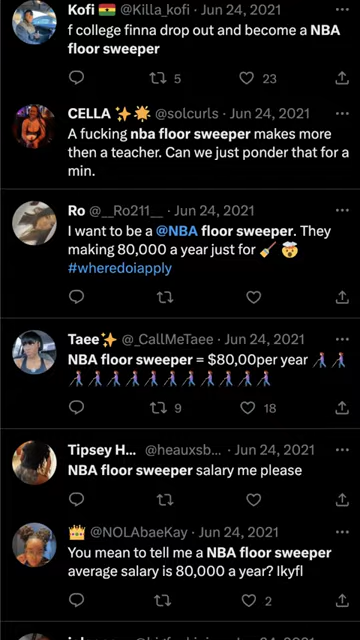 Kofi 🇬🇭 @Killa_kofi · Jun 24, 2021
f college finna drop out and become a NBA
floor sweeper
5
23
CELLA ✨🌟 @solcurls · Jun 24, 2021
A fucking nba floor sweeper makes more
then a teacher. Can we just ponder that for a
min.
Ro @__Ro211__ · Jun 24, 2021
I want to be a @NBA floor sweeper. They
making 80,000 a year just for 🧹 🤯
#wheredoiapply
Taee✨ @_CallMeTaee · Jun 24, 2021
NBA floor sweeper = $80,00per year
9
18
Tipsey H... @heauxsb... · Jun 24, 2021
NBA floor sweeper salary me please
👑 @NOLAbaeKay · Jun 24, 2021
You mean to tell me a NBA floor sweeper
average salary is 80,000 a year? Ikyfl
2